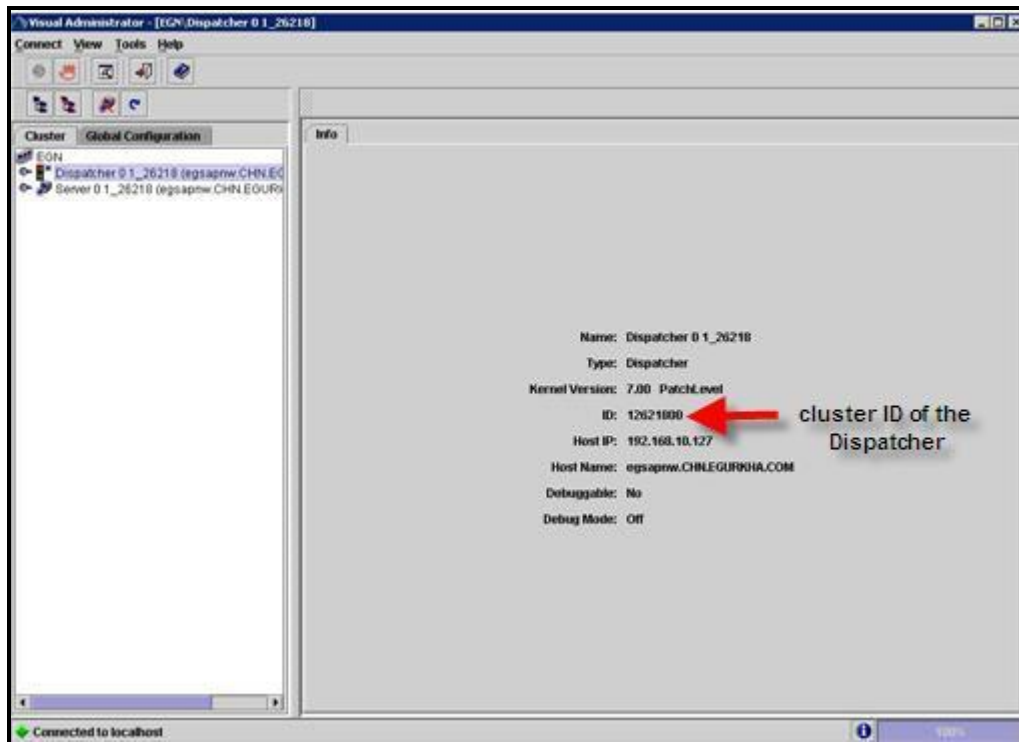 Visual Administrator - [EGN\Dispatcher 0 1_26218]
Connect View Tools Help
Cluster Global Configuration
Info
EGN
Dispatcher 0 1_26218 (egsapnw.CHN.EG
Server 0 1_26218 (egsapnw.CHN.EGURK
Name: Dispatcher 0 1_26218
Type: Dispatcher
Kernel Version: 7.00 PatchLevel
ID: 12621800
cluster ID of the
Dispatcher
Host IP: 192.168.10.127
Host Name: egsapnw.CHN.EGURKHA.COM
Debuggable: No
Debug Mode: Off
Connected to localhost
100%